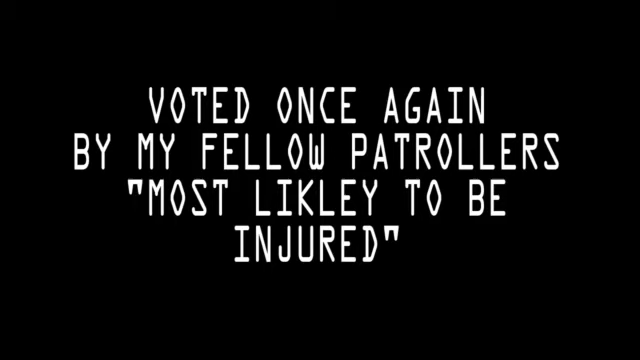 VOTED ONCE AGAIN
BY MY FELLOW PATROLLERS
"MOST LIKLEY TO BE
INJURED"